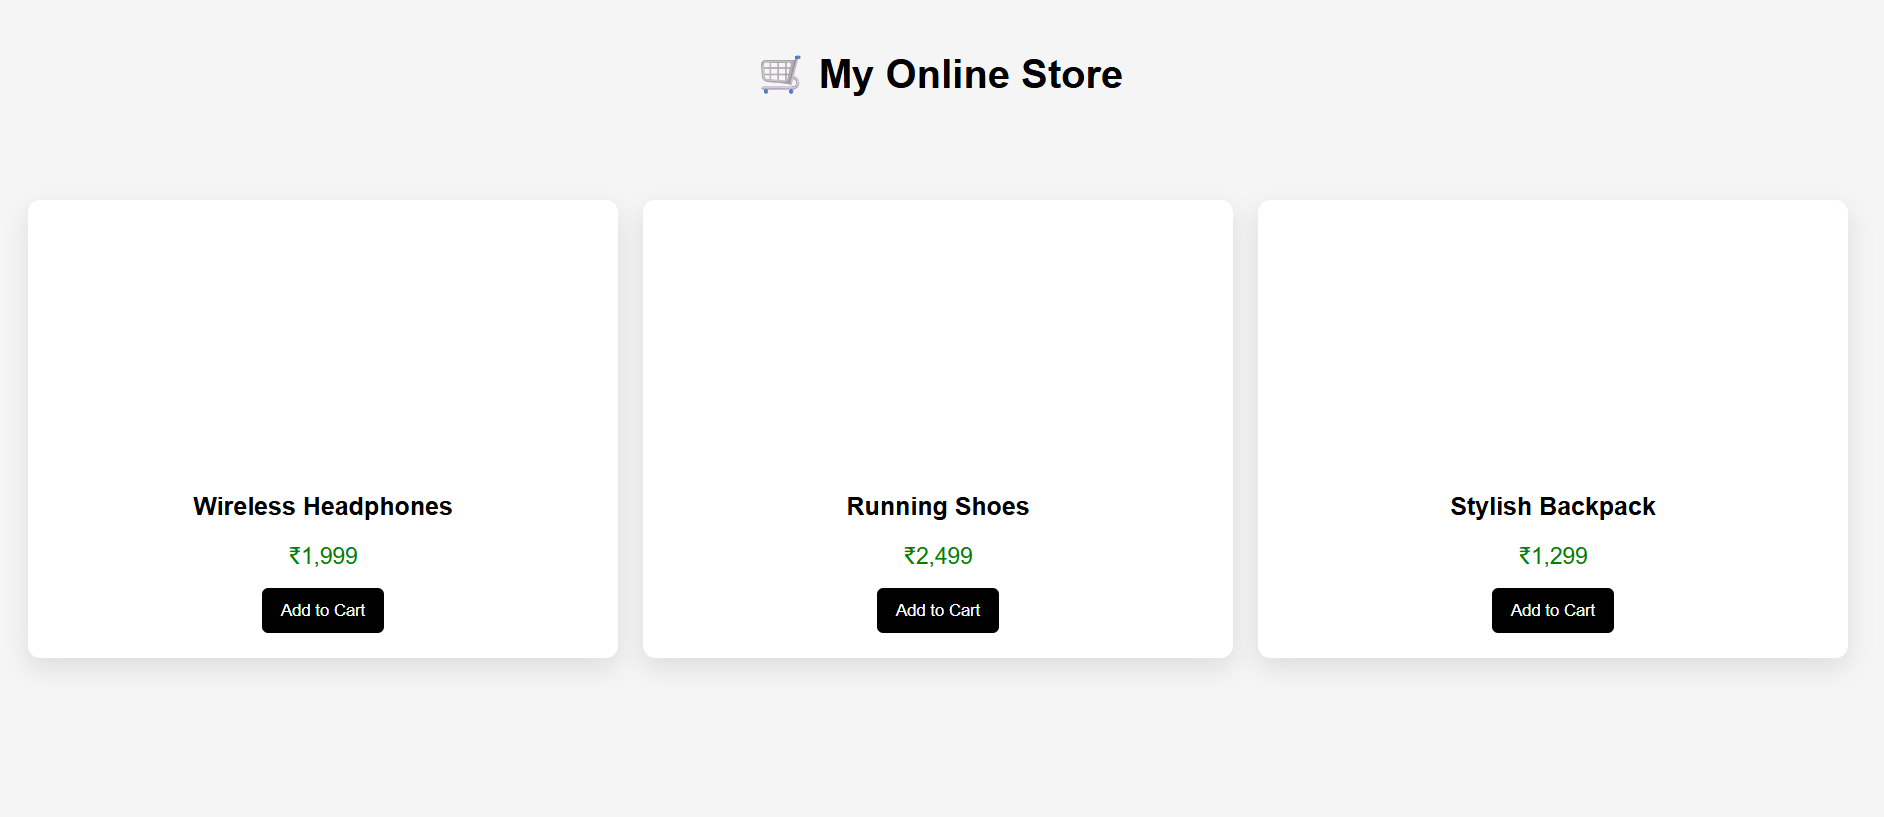 My Online Store
Wireless Headphones
₹1,999
Add to Cart
Running Shoes
₹2,499
Add to Cart
Stylish Backpack
₹1,299
Add to Cart